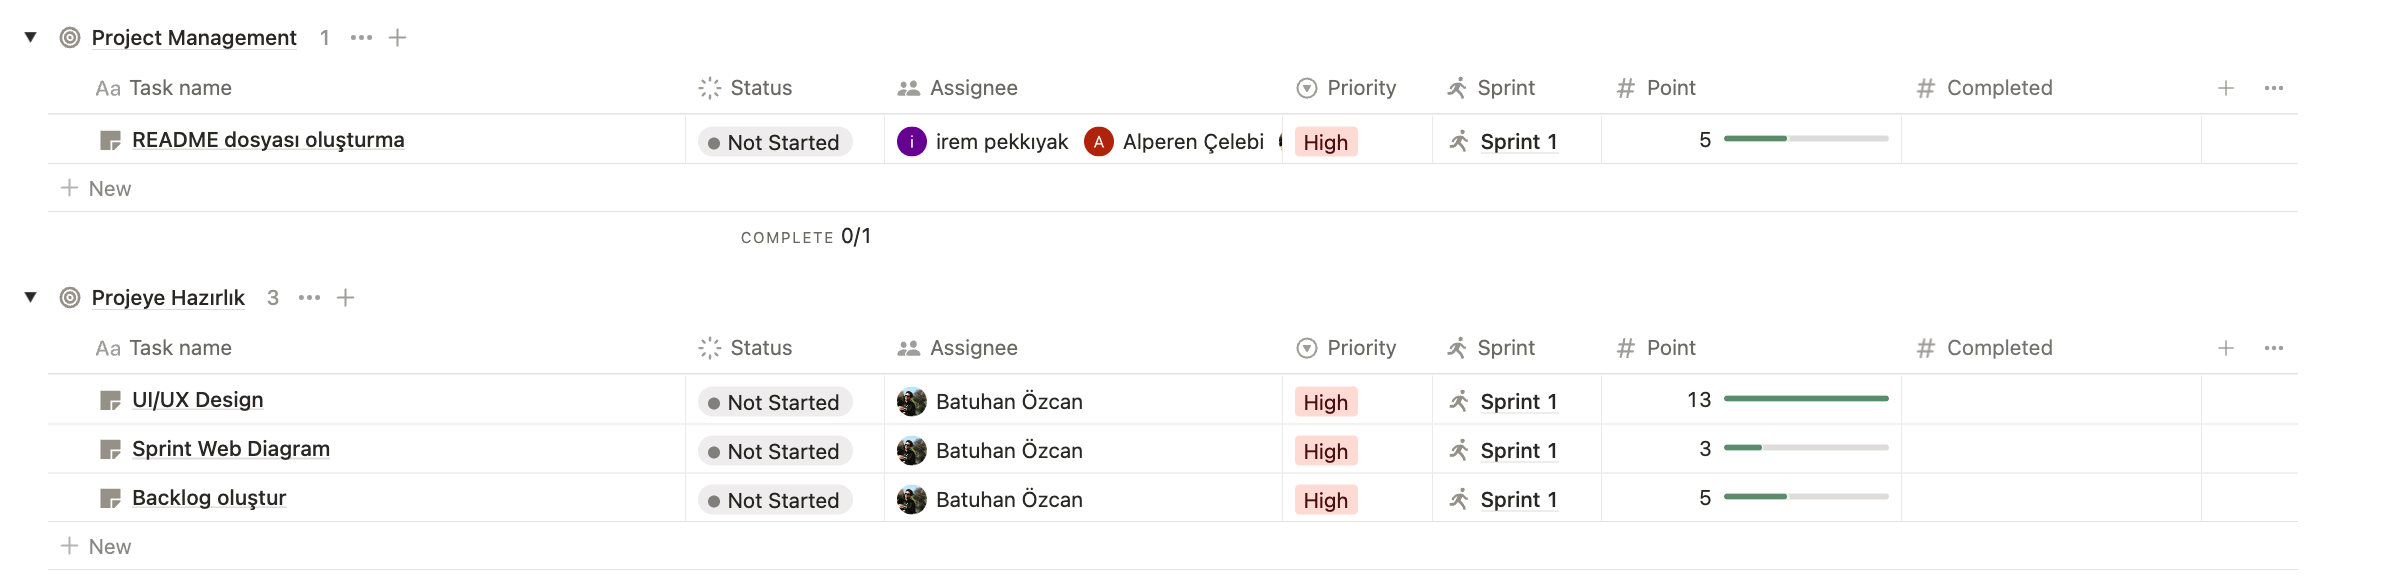 Project Management 1
Aa Task name Status Assignee Priority Sprint # Point # Completed
README dosyası oluşturma Not Started i irem pekkıyak A Alperen Çelebi High Sprint 1 5
New
COMPLETE 0/1
Projeye Hazırlık 3
Aa Task name Status Assignee Priority Sprint # Point # Completed
UI/UX Design Not Started Batuhan Özcan High Sprint 1 13
Sprint Web Diagram Not Started Batuhan Özcan High Sprint 1 3
Backlog oluştur Not Started Batuhan Özcan High Sprint 1 5
New